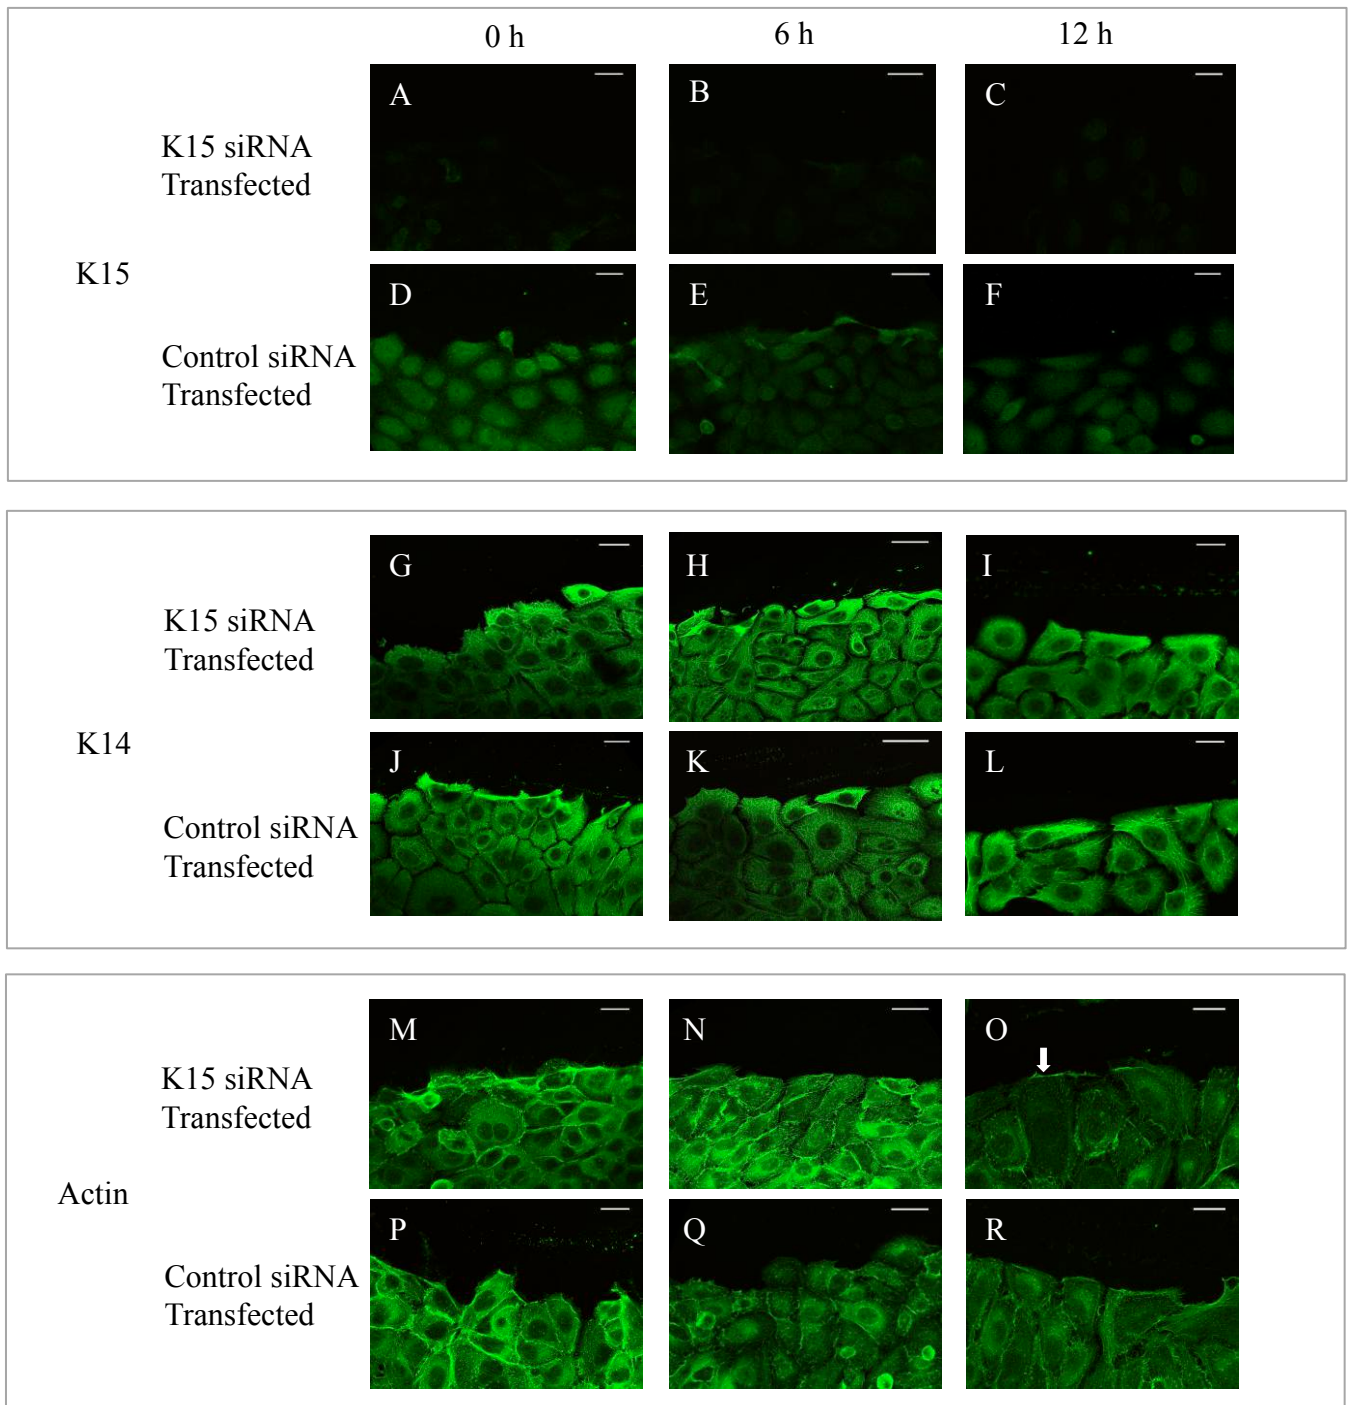 0 h 6 h 12 h
A B C
K15 siRNA
Transfected
K15
D E F
Control siRNA
Transfected
G H I
K15 siRNA
Transfected
K14
J K L
Control siRNA
Transfected
M N O
K15 siRNA
Transfected
Actin
P Q R
Control siRNA
Transfected